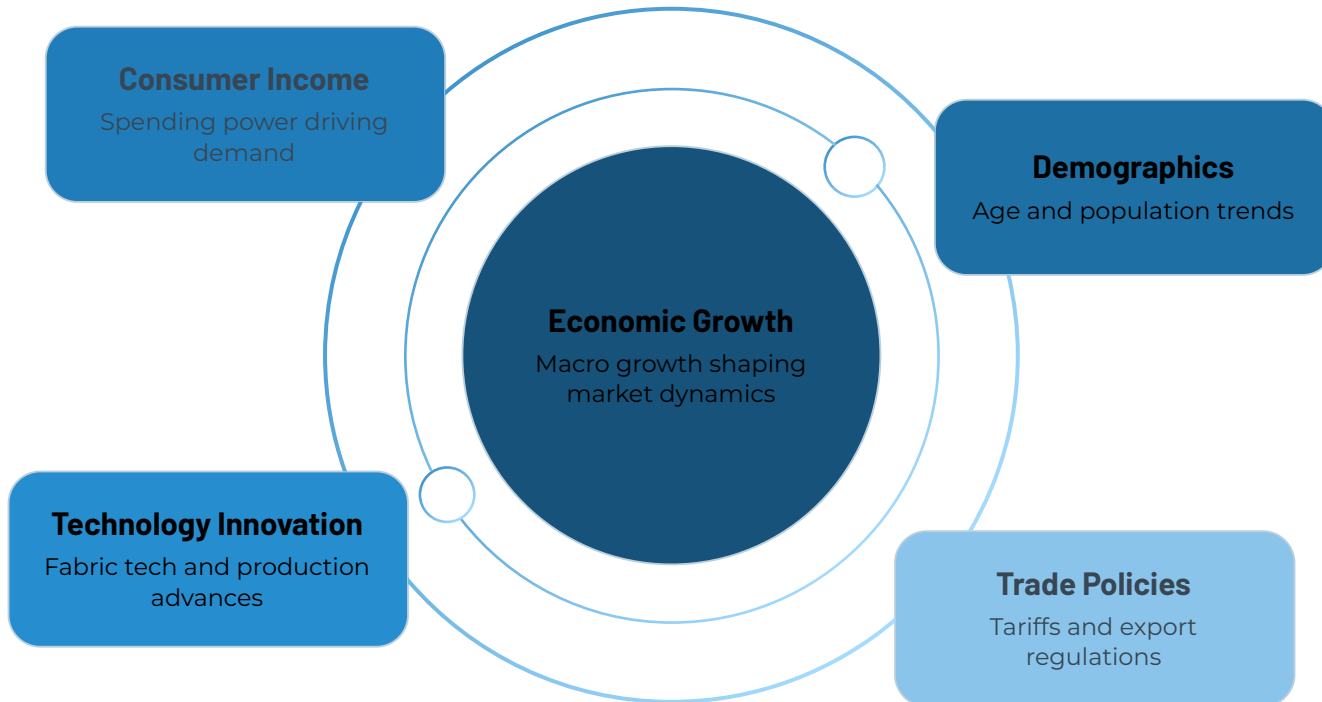 Consumer Income
Spending power driving
demand
Demographics
Age and population trends
Economic Growth
Macro growth shaping
market dynamics
Technology Innovation
Fabric tech and production
advances
Trade Policies
Tariffs and export
regulations